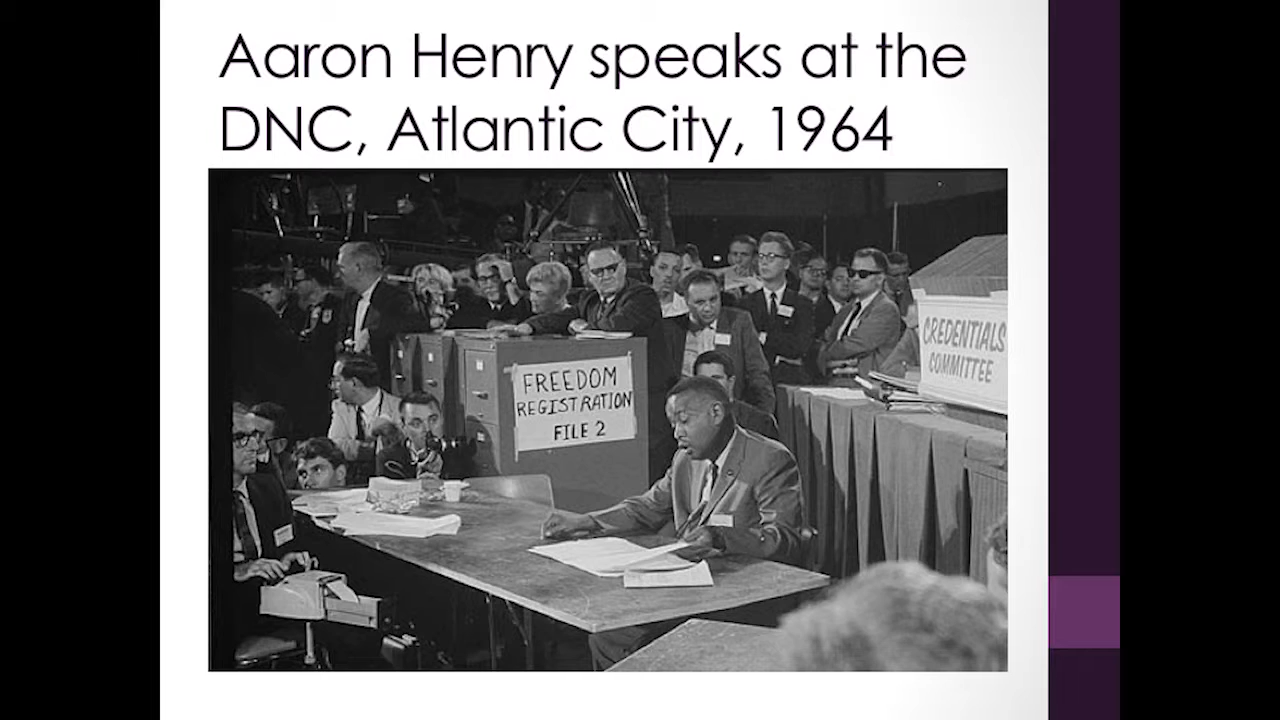 Aaron Henry speaks at the
DNC, Atlantic City, 1964
FREEDOM
REGISTRATION
FILE 2
CREDENTIALS
COMMITTEE